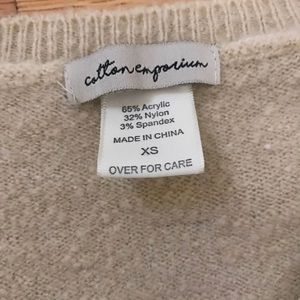 cotton emporium
65% Acrylic
32% Nylon
3% Spandex
MADE IN CHINA
XS
OVER FOR CARE